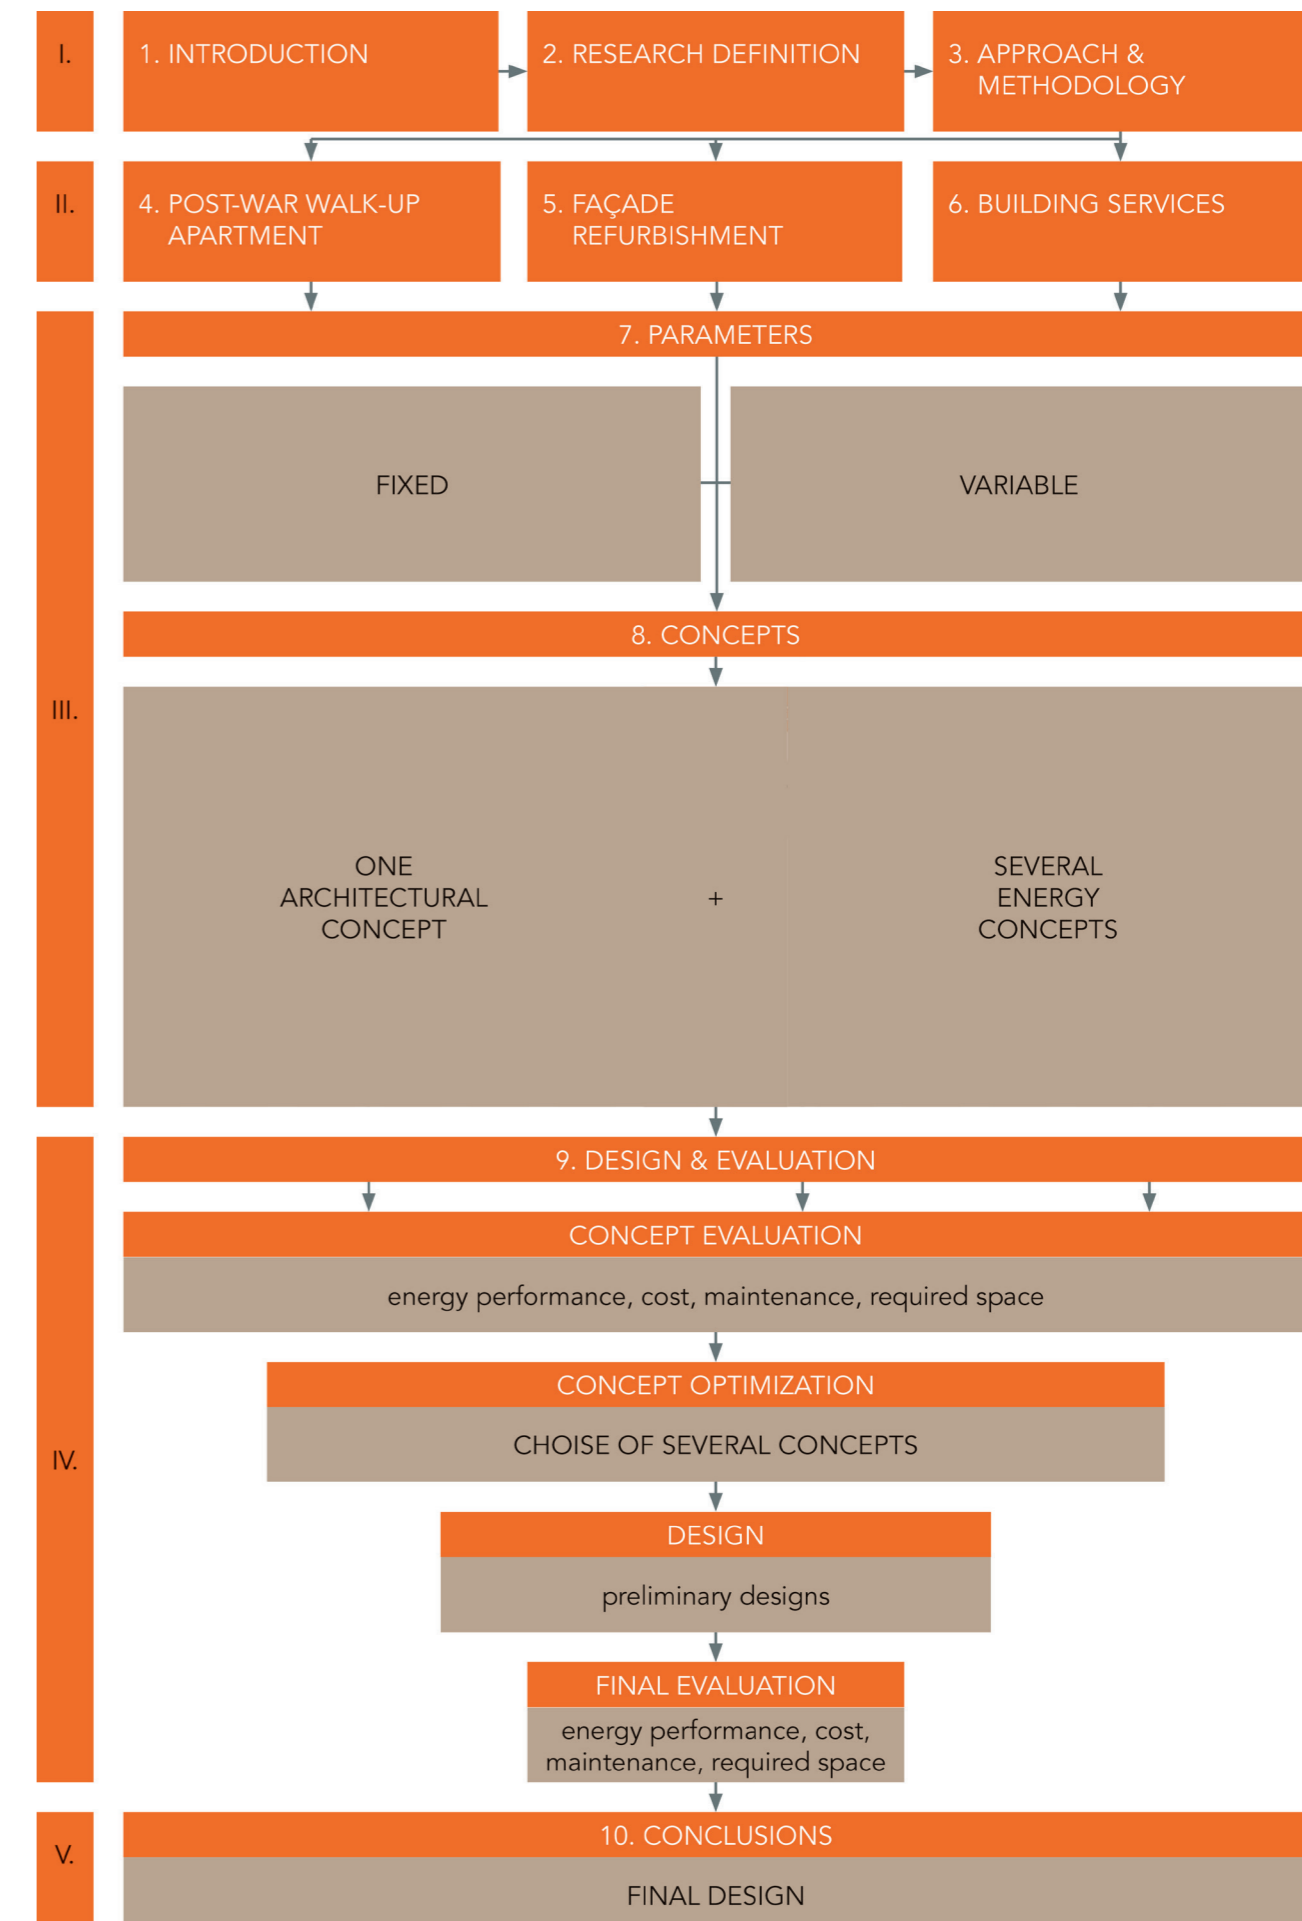 I.
1. INTRODUCTION
2. RESEARCH DEFINITION
3. APPROACH &
METHODOLOGY
II.
4. POST-WAR WALK-UP
APARTMENT
5. FAÇADE
REFURBISHMENT
6. BUILDING SERVICES
III.
7. PARAMETERS
FIXED
VARIABLE
8. CONCEPTS
ONE
ARCHITECTURAL
CONCEPT
+
SEVERAL
ENERGY
CONCEPTS
IV.
9. DESIGN & EVALUATION
CONCEPT EVALUATION
energy performance, cost, maintenance, required space
CONCEPT OPTIMIZATION
CHOISE OF SEVERAL CONCEPTS
DESIGN
preliminary designs
FINAL EVALUATION
energy performance, cost,
maintenance, required space
V.
10. CONCLUSIONS
FINAL DESIGN